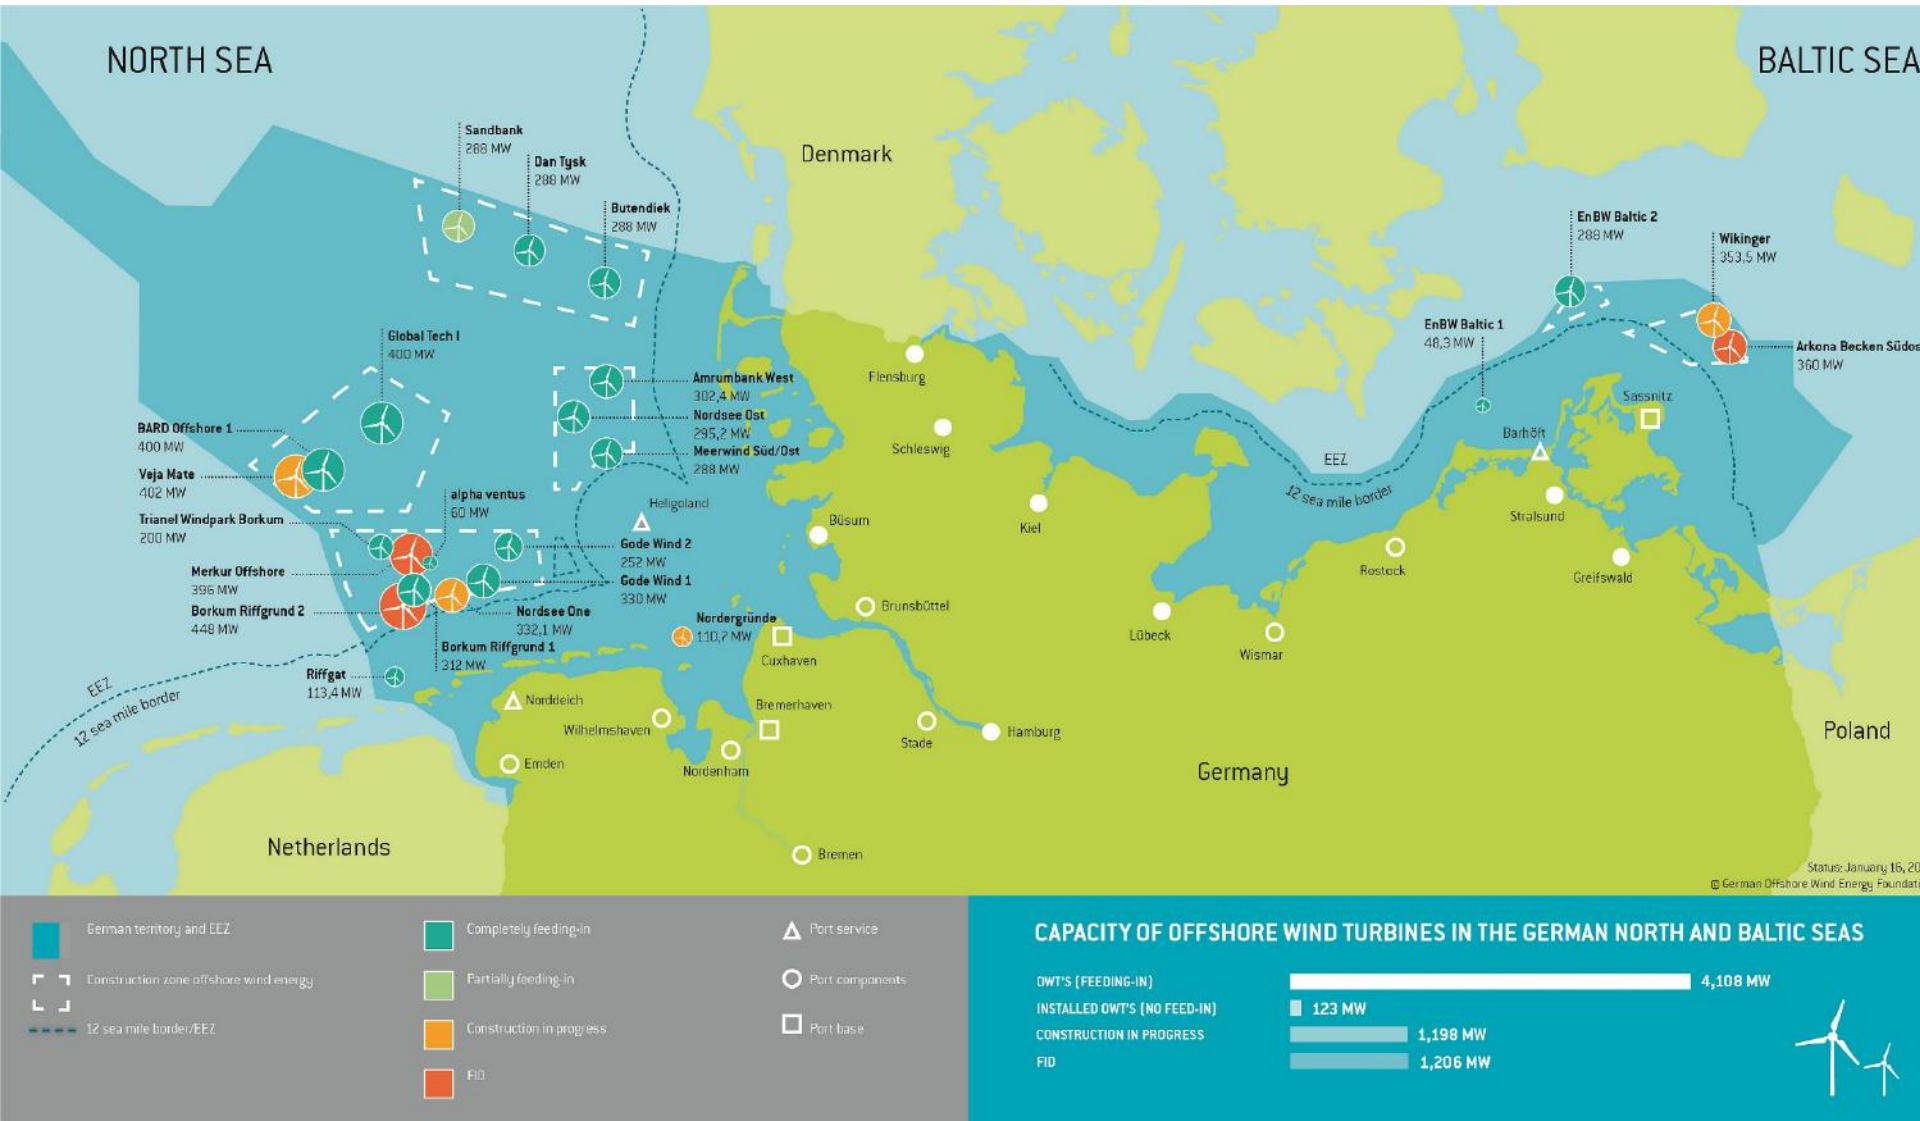 NORTH SEA
BALTIC SEA
Sandbank
288 MW
Dan Tysk
288 MW
Butendiek
288 MW
Denmark
EnBW Baltic 2
288 MW
Wikinger
353,5 MW
Global Tech I
400 MW
EnBW Baltic 1
48,3 MW
Arkona Becken Südos
360 MW
Amrumbank West
302,4 MW
Nordsee Ost
295,2 MW
Meerwind Süd/Ost
288 MW
Flensburg
Sassnitz
BARD Offshore 1
400 MW
Veja Mate
402 MW
Schleswig
Barhöft
EEZ
12 sea mile border
alpha ventus
60 MW
Heligoland
Trianel Windpark Borkum
200 MW
Büsum
Kiel
Stralsund
Gode Wind 2
252 MW
Gode Wind 1
330 MW
Merkur Offshore
396 MW
Rostock
Greifswald
Borkum Riffgrund 2
448 MW
Nordsee One
332,1 MW
Nordergründe
110,7 MW
Brunsbüttel
Lübeck
Wismar
Borkum Riffgrund 1
312 MW
Cuxhaven
Riffgat
113,4 MW
EEZ
12 sea mile border
Norddeich
Bremerhaven
Wilhelmshaven
Stade
Hamburg
Poland
Emden
Nordenham
Germany
Netherlands
Bremen
Status: January 16, 20
© German Offshore Wind Energy Foundati
German territory and EEZ
Construction zone offshore wind energy
12 sea mile border/EEZ
Completely feeding-in
Partially feeding-in
Construction in progress
FID
Port service
Port components
Port base
CAPACITY OF OFFSHORE WIND TURBINES IN THE GERMAN NORTH AND BALTIC SEAS
OWT'S (FEEDING-IN) 4,108 MW
INSTALLED OWT'S (NO FEED-IN) 123 MW
CONSTRUCTION IN PROGRESS 1,198 MW
FID 1,206 MW